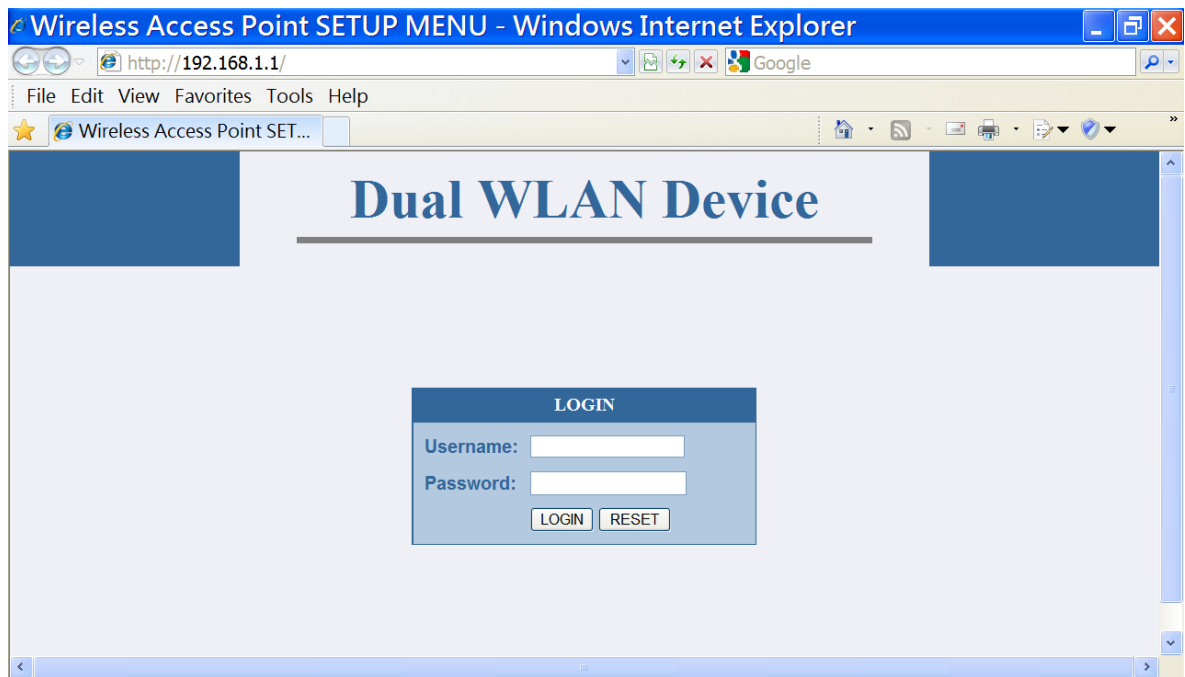 Wireless Access Point SETUP MENU - Windows Internet Explorer
http://192.168.1.1/
Google
File Edit View Favorites Tools Help
Wireless Access Point SET...
Dual WLAN Device
LOGIN
Username:
Password:
LOGIN RESET